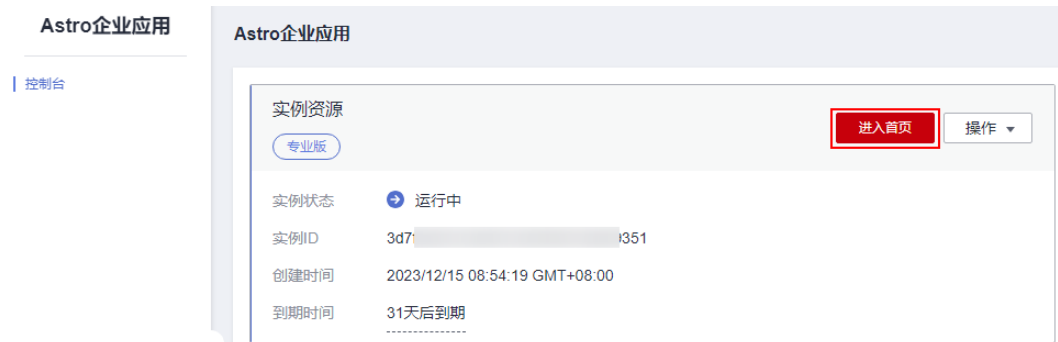 Astro企业应用
控制台
Astro企业应用
实例资源
专业版
进入首页
操作
实例状态
运行中
实例ID
3d7 351
创建时间
2023/12/15 08:54:19 GMT+08:00
到期时间
31天后到期